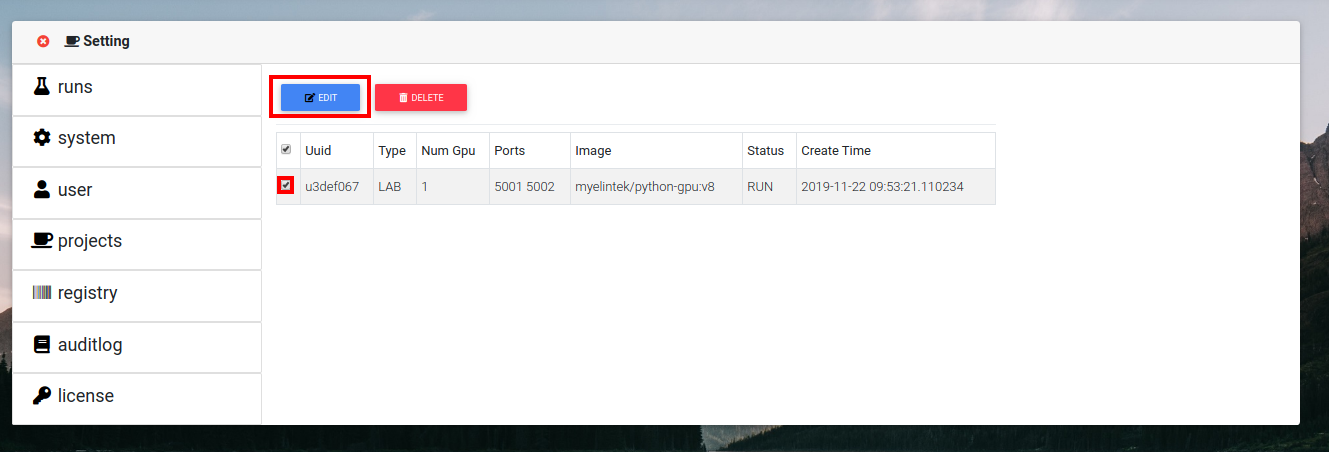 Setting
runs
system
user
projects
registry
auditlog
license
EDIT DELETE
Uuid Type Num Gpu Ports Image Status Create Time
u3def067 LAB 1 5001 5002 myelintek/python-gpu:v8 RUN 2019-11-22 09:53:21.110234